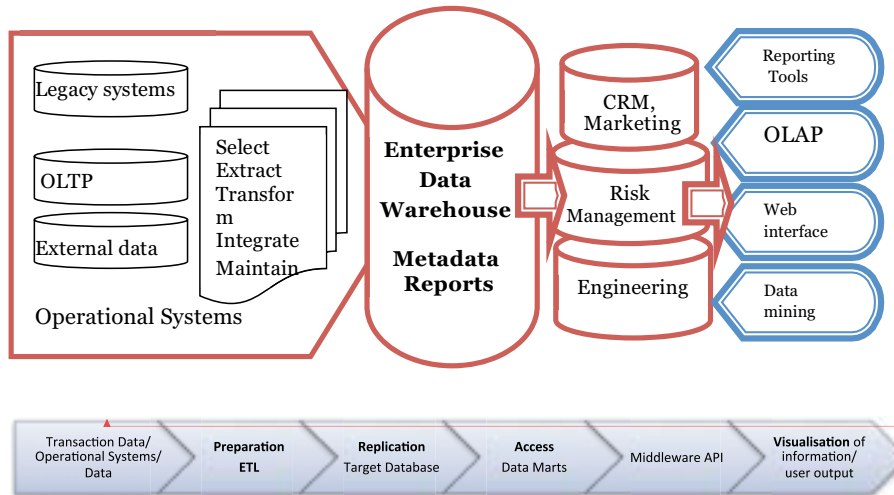 Legacy systems
OLTP
External data
Operational Systems
Select
Extract
Transfor
m
Integrate
Maintain
Enterprise
Data
Warehouse
Metadata
Reports
CRM,
Marketing
Risk
Management
Engineering
Reporting
Tools
OLAP
Web
interface
Data
mining
Transaction Data/
Operational Systems/
Data
Preparation
ETL
Replication
Target Database
Access
Data Marts
Middleware API
Visualisation of
information/
user output